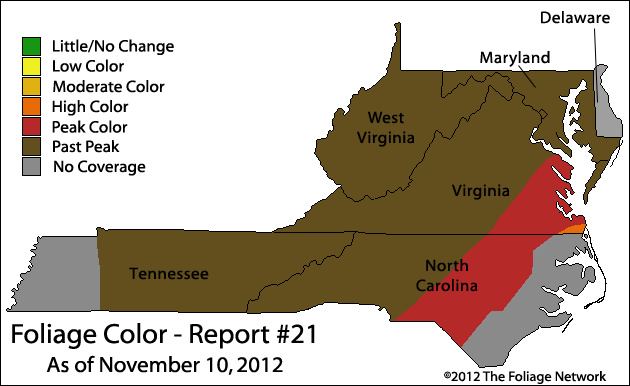 Delaware
Maryland
Little/No Change
Low Color
Moderate Color
High Color
Peak Color
Past Peak
No Coverage
West
Virginia
Virginia
Tennessee
North
Carolina
Foliage Color - Report #21
As of November 10, 2012
©2012 The Foliage Network